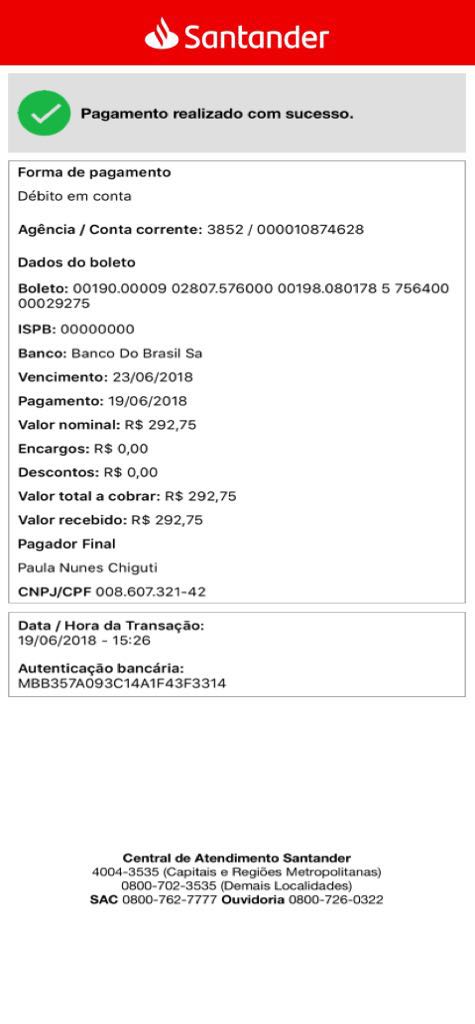 Santander
Pagamento realizado com sucesso.
Forma de pagamento
Débito em conta
Agência / Conta corrente: 3852 / 000010874628
Dados do boleto
Boleto: 00190.00009 02807.576000 00198.080178 5 756400
00029275
ISPB: 00000000
Banco: Banco Do Brasil Sa
Vencimento: 23/06/2018
Pagamento: 19/06/2018
Valor nominal: R$ 292,75
Encargos: R$ 0,00
Descontos: R$ 0,00
Valor total a cobrar: R$ 292,75
Valor recebido: R$ 292,75
Pagador Final
Paula Nunes Chiguti
CNPJ/CPF 008.607.321-42
Data / Hora da Transação:
19/06/2018 - 15:26
Autenticação bancária:
MBB357A093C14A1F43F3314
Central de Atendimento Santander
4004-3535 (Capitais e Regiões Metropolitanas)
0800-702-3535 (Demais Localidades)
SAC 0800-762-7777 Ouvidoria 0800-726-0322